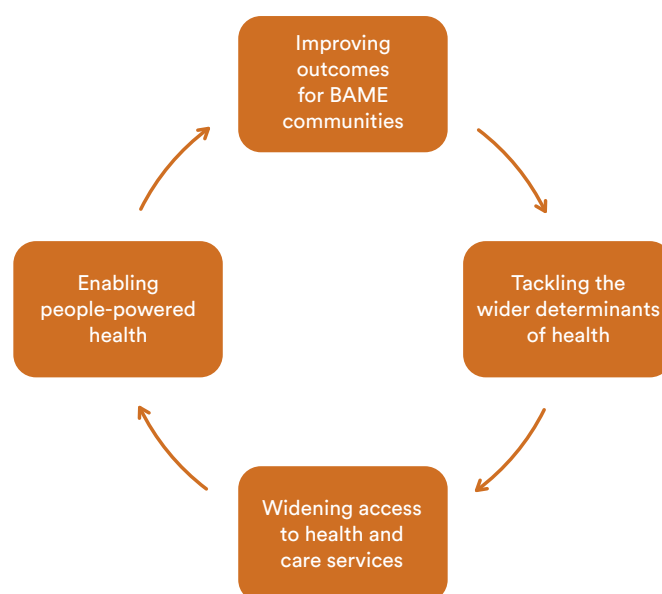 Improving
outcomes
for BAME
communities
Tackling the
wider determinants
of health
Widening access
to health and
care services
Enabling
people-powered
health